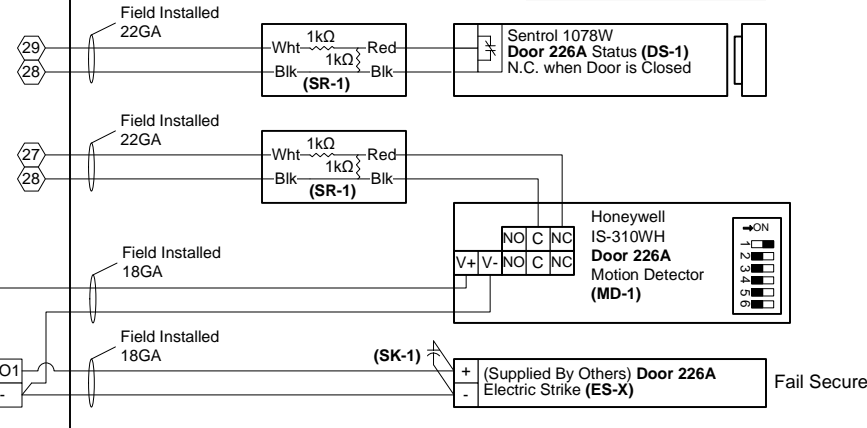 Field Installed
22GA
29
28
Wht 1kΩ Red
1kΩ
Blk Blk
(SR-1)
Sentrol 1078W
Door 226A Status (DS-1)
N.C. when Door is Closed
Field Installed
22GA
27
28
Wht 1kΩ Red
1kΩ
Blk Blk
(SR-1)
Honeywell
IS-310WH
Door 226A
Motion Detector
(MD-1)
NO C NC
V+ V- NO C NC
➞ON
1
2
3
4
5
6
Field Installed
18GA
Field Installed
18GA
O1
-
(SK-1)
+
-
(Supplied By Others) Door 226A
Electric Strike (ES-X)
Fail Secure